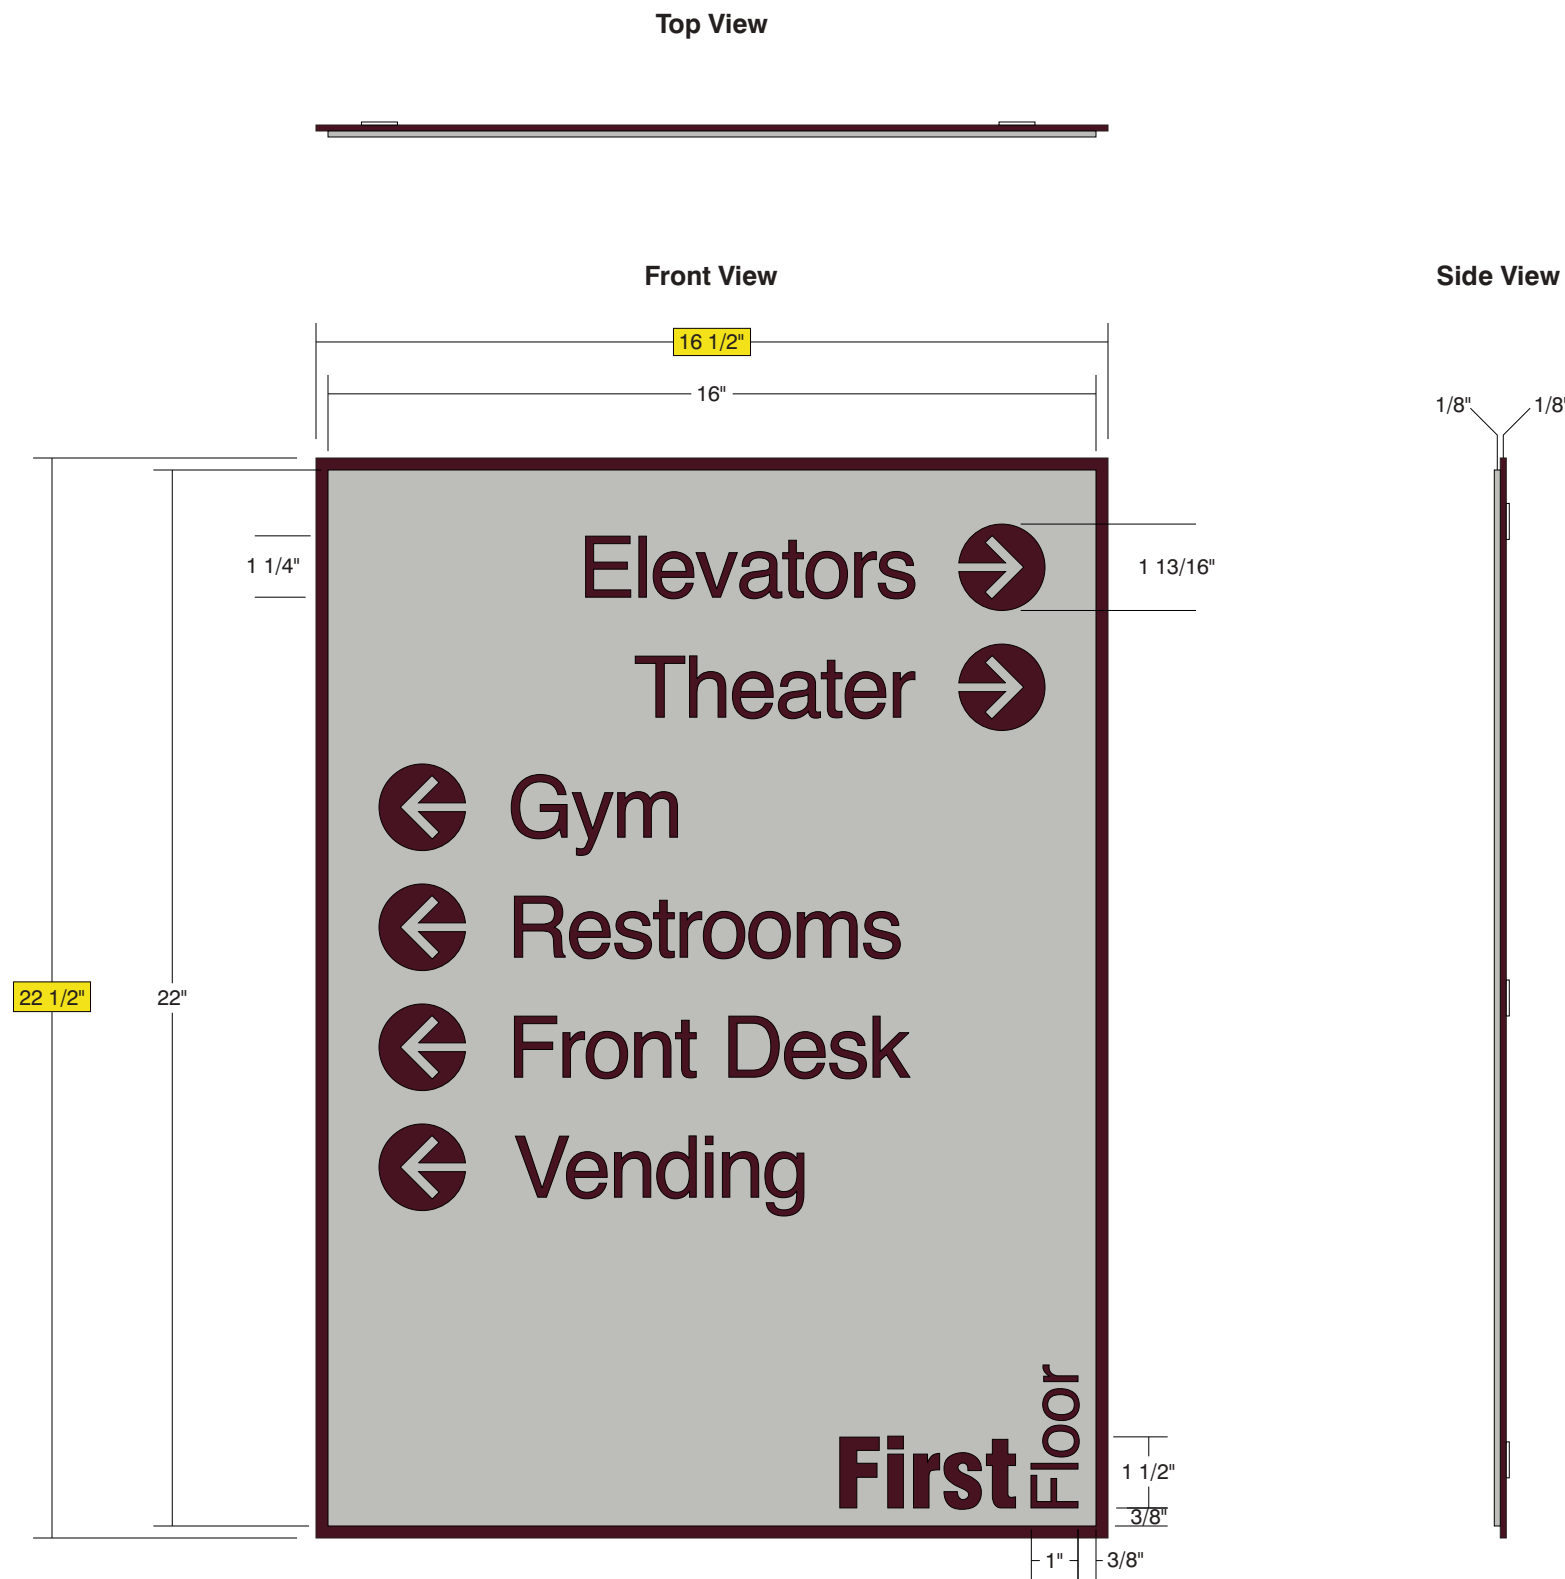 Top View
Front View
Side View
16 1/2"
16"
1/8"
1/8"
1 1/4"
Elevators
1 13/16"
Theater
Gym
Restrooms
22 1/2"
22"
Front Desk
Vending
First
Floor
1 1/2"
3/8"
1"
3/8"